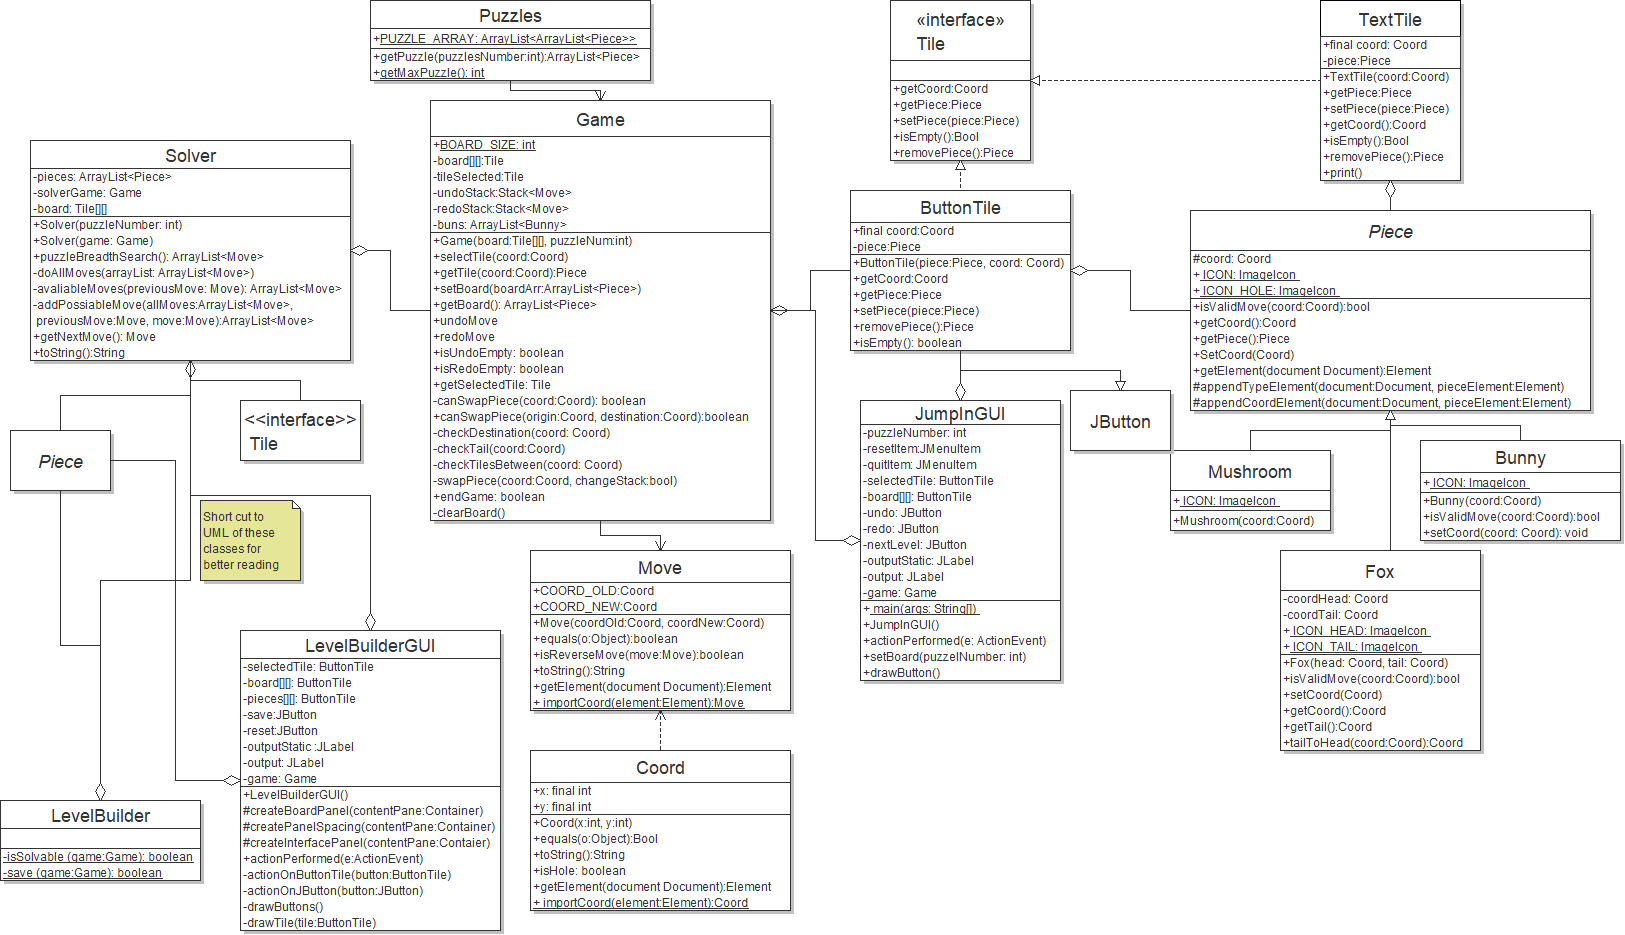 Puzzles
+PUZZLE_ARRAY: ArrayList<ArrayList<Piece>>
+getPuzzle(puzzlesNumber:int):ArrayList<Piece>
+getMaxPuzzle(): int
Game
+BOARD_SIZE: int
-board[][]:Tile
-tileSelected:Tile
-undoStack:Stack<Move>
-redoStack:Stack<Move>
-buns: ArrayList<Bunny>
+Game(board:Tile[][], puzzleNum:int)
+selectTile(coord:Coord)
+getTile(coord:Coord):Piece
+setBoard(boardArr:ArrayList<Piece>)
+getBoard(): ArrayList<Piece>
+undoMove
+redoMove
+isUndoEmpty: boolean
+isRedoEmpty: boolean
+getSelectedTile: Tile
-canSwapPiece(coord:Coord): boolean
+canSwapPiece(origin:Coord, destination:Coord):boolean
-checkDestination(coord: Coord)
-checkTail(coord:Coord)
-checkTilesBetween(coord: Coord)
-swapPiece(coord:Coord, changeStack:bool)
+endGame: boolean
-clearBoard()
Solver
-pieces: ArrayList<Piece>
-solverGame: Game
-board: Tile[][]
+Solver(puzzleNumber: int)
+Solver(game: Game)
+puzzleBreadthSearch(): ArrayList<Move>
-doAllMoves(arrayList: ArrayList<Move>)
-avaliableMoves(previousMove: Move): ArrayList<Move>
-addPossiableMove(allMoves:ArrayList<Move>,
previousMove:Move, move:Move):ArrayList<Move>
+getNextMove(): Move
+toString():String
<<interface>>
Tile
Piece
Short cut to
UML of these
classes for
better reading
LevelBuilder
-isSolvable (game:Game): boolean
-save (game:Game): boolean
LevelBuilderGUI
-selectedTile: ButtonTile
-board[][]: ButtonTile
-pieces[][]: ButtonTile
-save:JButton
-reset:JButton
-outputStatic :JLabel
-output: JLabel
-game: Game
+LevelBuilderGUI()
#createBoardPanel(contentPane:Container)
#createPanelSpacing(contentPane:Container)
#createInterfacePanel(contentPane:Contaier)
+actionPerformed(e:ActionEvent)
-actionOnButtonTile(button:ButtonTile)
-actionOnJButton(button:JButton)
-drawButtons()
-drawTile(tile:ButtonTile)
Move
+COORD_OLD:Coord
+COORD_NEW:Coord
+Move(coordOld:Coord, coordNew:Coord)
+equals(o:Object):boolean
+isReverseMove(move:Move):boolean
+toString():String
+getElement(document Document):Element
+ importCoord(element:Element):Move
Coord
+x: final int
+y: final int
+Coord(x:int, y:int)
+equals(o:Object):Bool
+toString():String
+isHole: boolean
+getElement(document Document):Element
+ importCoord(element:Element):Coord
«interface»
Tile
+getCoord:Coord
+getPiece:Piece
+setPiece(piece:Piece)
+isEmpty():Bool
+removePiece():Piece
ButtonTile
+final coord:Coord
-piece:Piece
+ButtonTile(piece:Piece, coord: Coord)
+getCoord:Coord
+getPiece:Piece
+setPiece(piece:Piece)
+removePiece():Piece
+isEmpty(): boolean
JumpInGUI
-puzzleNumber: int
-resetItem:JMenuItem
-quitItem: JMenuItem
-selectedTile: ButtonTile
-board[][]: ButtonTile
-undo: JButton
-redo: JButton
-nextLevel: JButton
-outputStatic: JLabel
-output: JLabel
-game: Game
+ main(args: String[])
+JumpInGUI()
+actionPerformed(e: ActionEvent)
+setBoard(puzzelNumber: int)
+drawButton()
JButton
TextTile
+final coord: Coord
-piece:Piece
+TextTile(coord:Coord)
+getPiece:Piece
+setPiece(piece:Piece)
+getCoord():Coord
+isEmpty():Bool
+removePiece():Piece
+print()
Piece
#coord: Coord
+ ICON: ImageIcon
+ ICON_HOLE: ImageIcon
+isValidMove(coord:Coord):bool
+getCoord():Coord
+getPiece():Piece
+SetCoord(Coord)
+getElement(document Document):Element
#appendTypeElement(document:Document, pieceElement:Element)
#appendCoordElement(document:Document, pieceElement:Element)
Mushroom
+ ICON: ImageIcon
+Mushroom(coord:Coord)
Bunny
+ ICON: ImageIcon
+Bunny(coord:Coord)
+isValidMove(coord:Coord):bool
+setCoord(coord: Coord): void
Fox
-coordHead: Coord
-coordTail: Coord
+ ICON_HEAD: ImageIcon
+ ICON_TAIL: ImageIcon
+Fox(head: Coord, tail: Coord)
+isValidMove(coord:Coord):bool
+setCoord(Coord)
+getCoord():Coord
+getTail():Coord
+tailToHead(coord:Coord):Coord